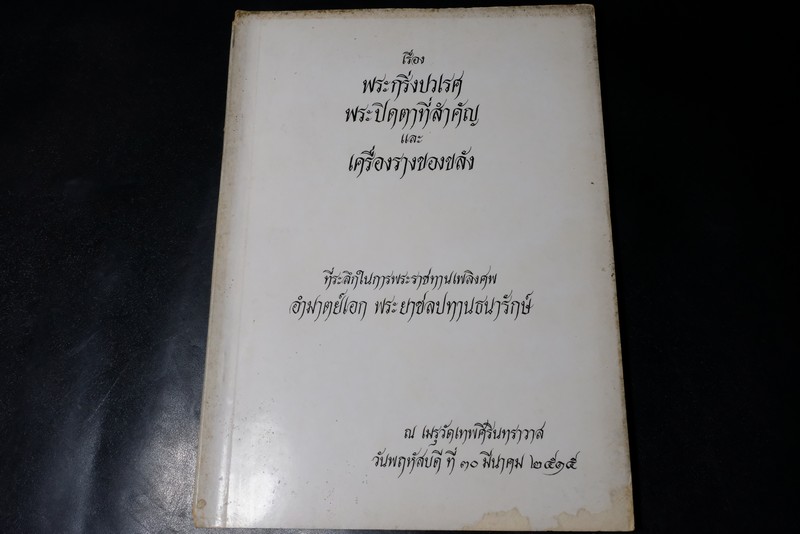 เรื่อง
พระกริ่งปวเรศ
พระปิดตาที่สำคัญ
และ
เครื่องรางของขลัง
ที่ระลึกในการพระราชทานเพลิงศพ
อำมาตย์เอก พระยาชลปทานธนารักษ์
ณ เมรุวัดเทพศิรินทราวาส
วันพฤหัสบดี ที่ ๓๐ มีนาคม ๒๕๑๕